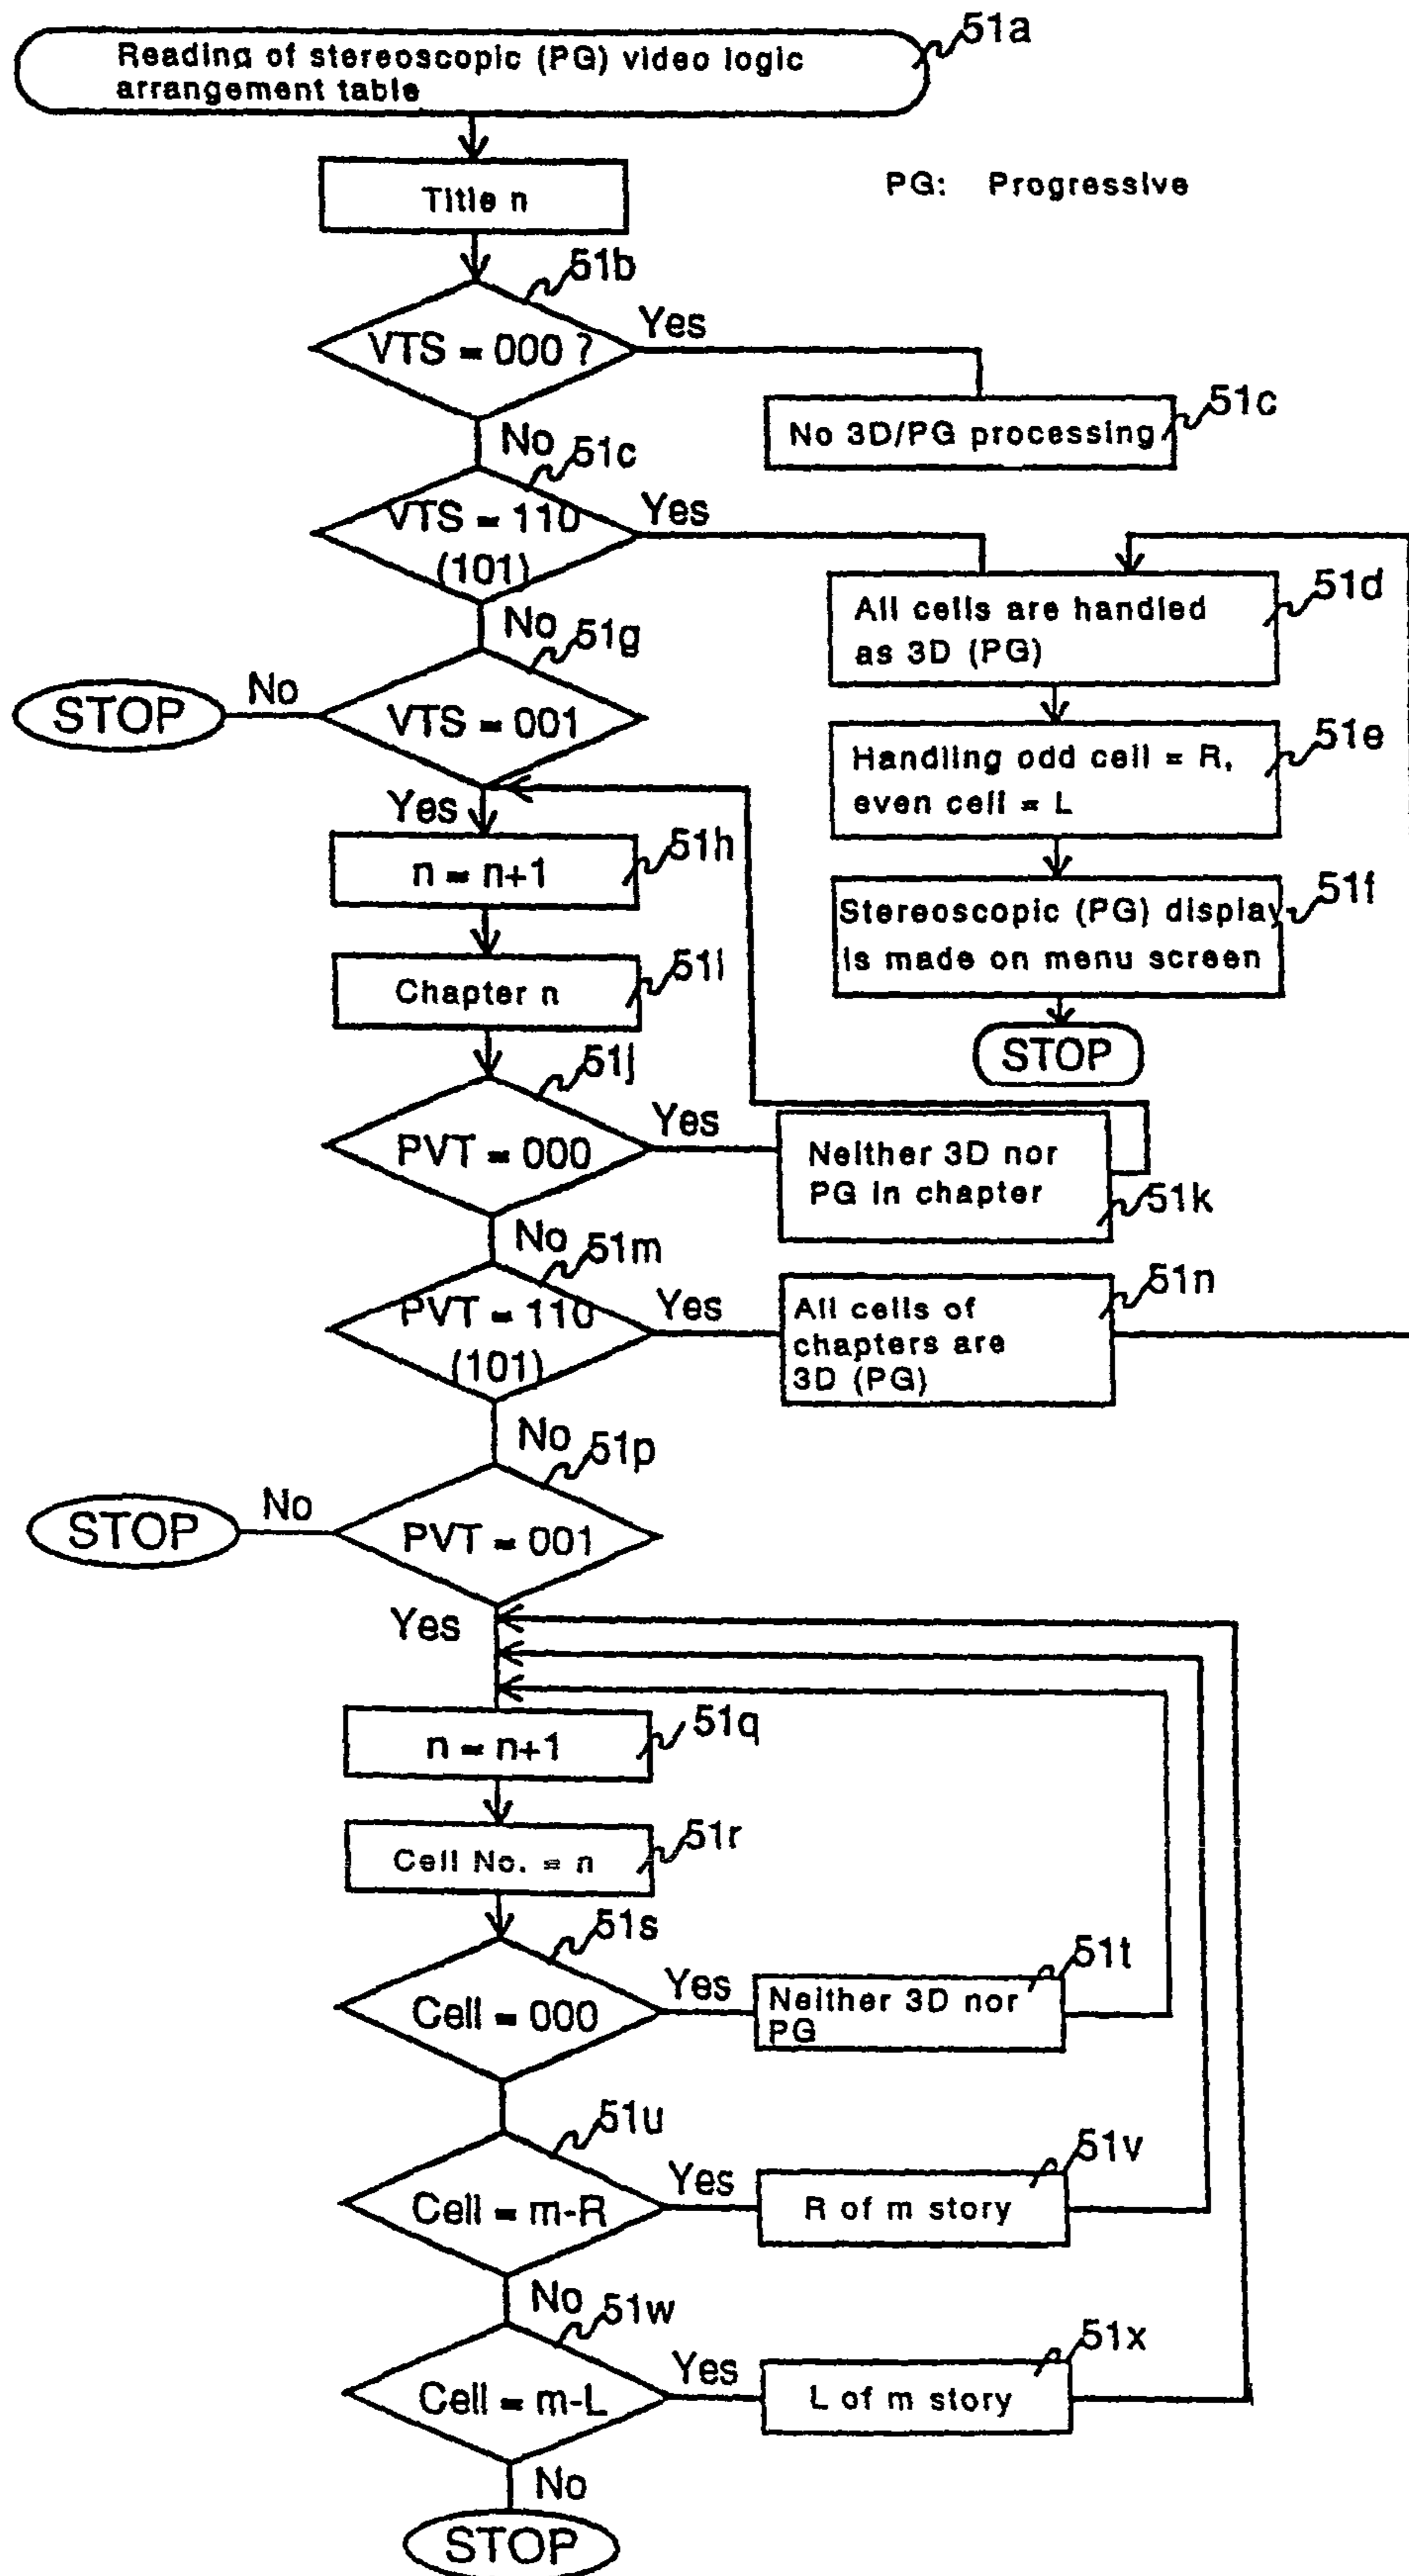 51a
Reading of stereoscopic (PG) video logic
arrangement table
Title n
PG: Progressive
51b
VTS = 000 ?
Yes
51c
No 3D/PG processing
No
51c
VTS = 110
(101)
Yes
51d
All cells are handled
as 3D (PG)
No
51g
VTS = 001
No
STOP
51e
Handling odd cell = R,
even cell = L
Yes
51h
n = n+1
51f
Stereoscopic (PG) display
is made on menu screen
STOP
51i
Chapter n
51j
PVT = 000
Yes
Neither 3D nor
PG in chapter
51k
No
51m
PVT = 110
(101)
Yes
51n
All cells of
chapters are
3D (PG)
No
51p
PVT = 001
No
STOP
Yes
51q
n = n+1
51r
Cell No. = n
51s
Cell = 000
Yes
51t
Neither 3D nor
PG
51u
Cell = m-R
Yes
51v
R of m story
No
51w
Cell = m-L
Yes
51x
L of m story
No
STOP